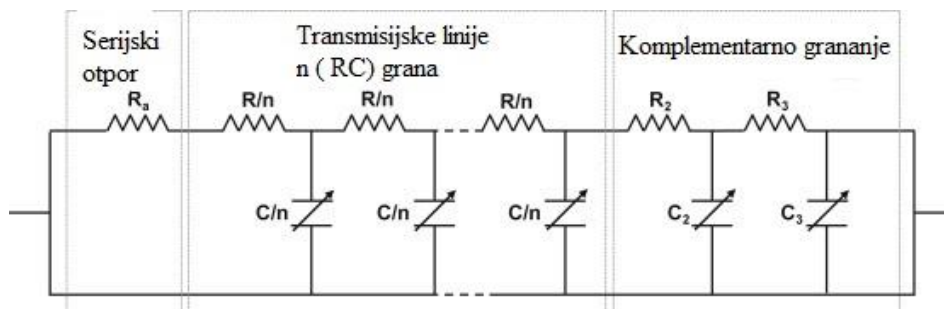 Serijski
otpor
Transmisijske linije
n ( RC) grana
Komplementarno grananje
Ra
R/n
R/n
R/n
R2
R3
C/n
C/n
C/n
C2
C3